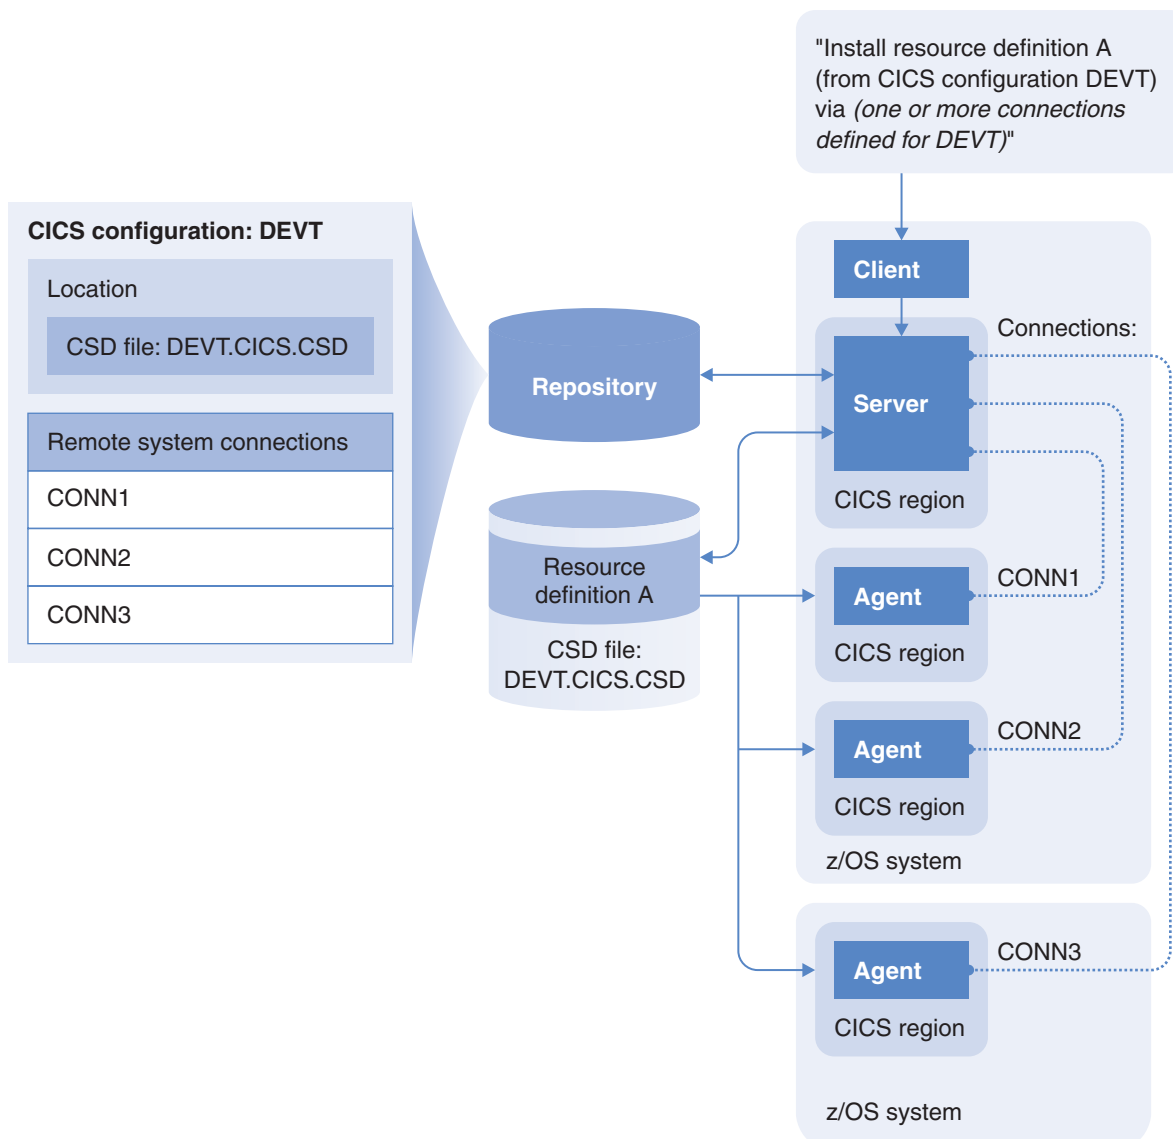 "Install resource definition A
(from CICS configuration DEVT)
via (one or more connections
defined for DEVT)"
CICS configuration: DEVT
Location
CSD file: DEVT.CICS.CSD
Remote system connections
CONN1
CONN2
CONN3
Repository
Resource
definition A
CSD file:
DEVT.CICS.CSD
Client
Connections:
Server
CICS region
CONN1
Agent
CICS region
CONN2
Agent
CICS region
z/OS system
CONN3
Agent
CICS region
z/OS system